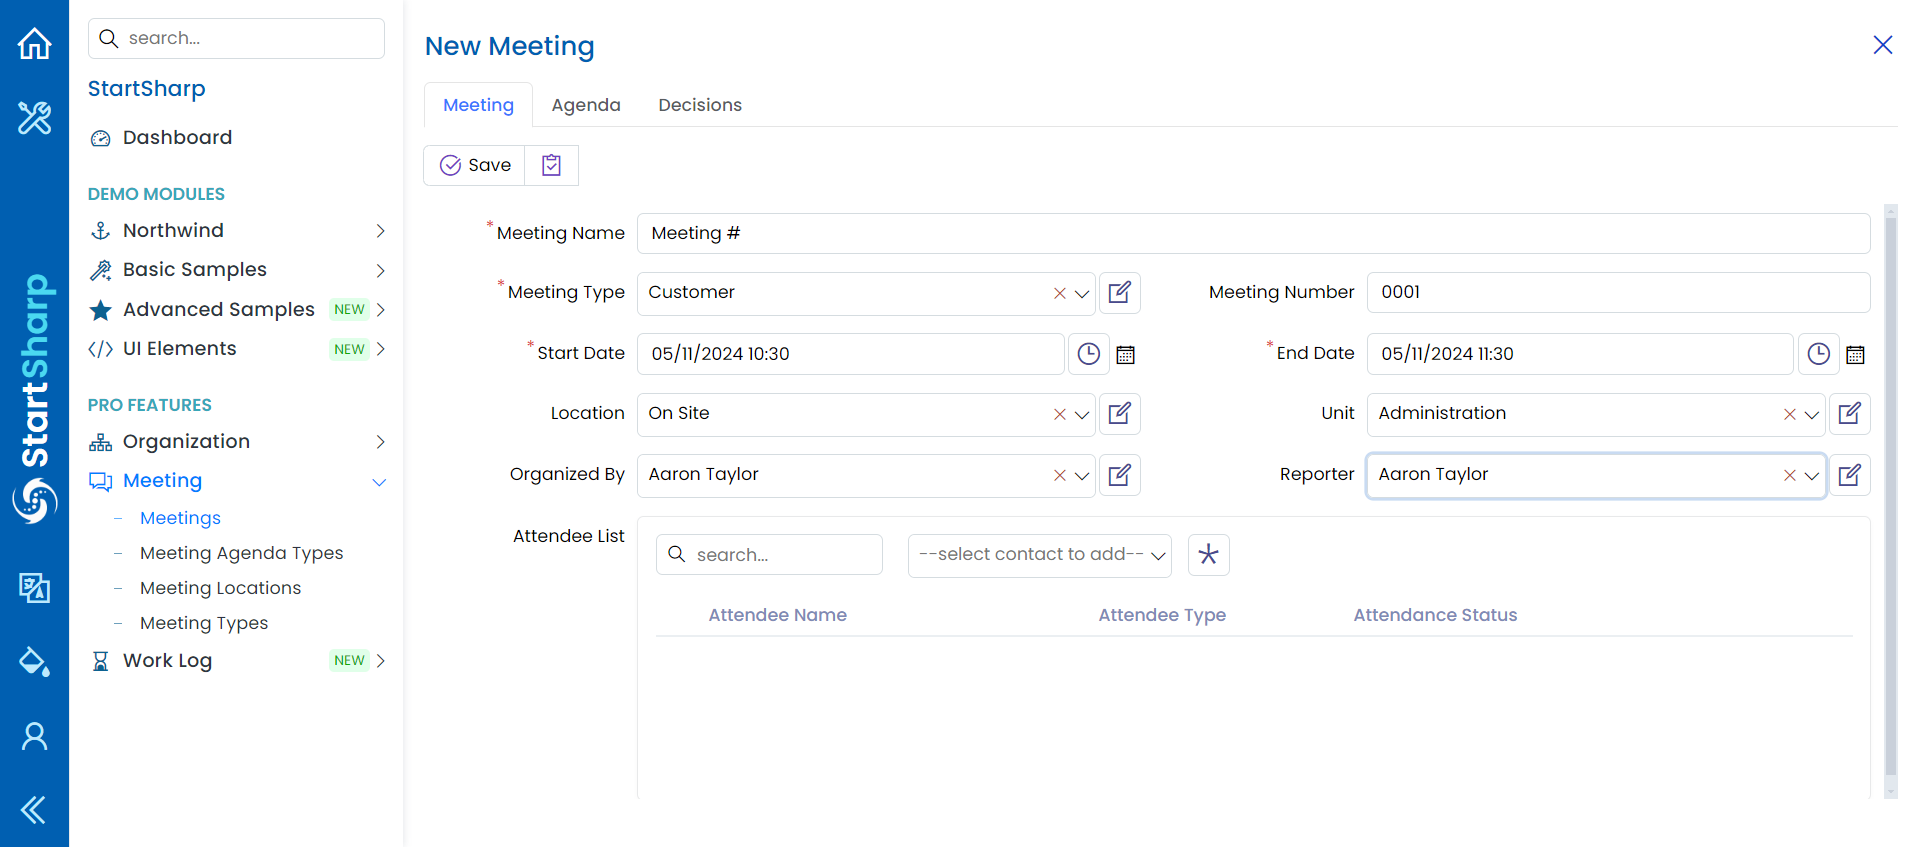 search...
StartSharp
Dashboard
DEMO MODULES
Northwind
Basic Samples
Advanced Samples NEW
UI Elements NEW
PRO FEATURES
Organization
Meeting
Meetings
Meeting Agenda Types
Meeting Locations
Meeting Types
Work Log NEW
StartSharp
New Meeting
Meeting Agenda Decisions
Save
* Meeting Name Meeting #
* Meeting Type Customer Meeting Number 0001
* Start Date 05/11/2024 10:30 * End Date 05/11/2024 11:30
Location On Site Unit Administration
Organized By Aaron Taylor Reporter Aaron Taylor
Attendee List
search... --select contact to add--
Attendee Name Attendee Type Attendance Status